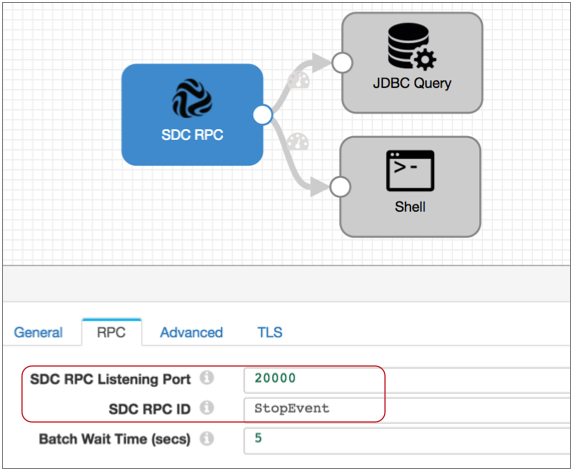 JDBC Query
SDC RPC
>-
Shell
General RPC Advanced TLS
SDC RPC Listening Port 20000
SDC RPC ID StopEvent
Batch Wait Time (secs) 5